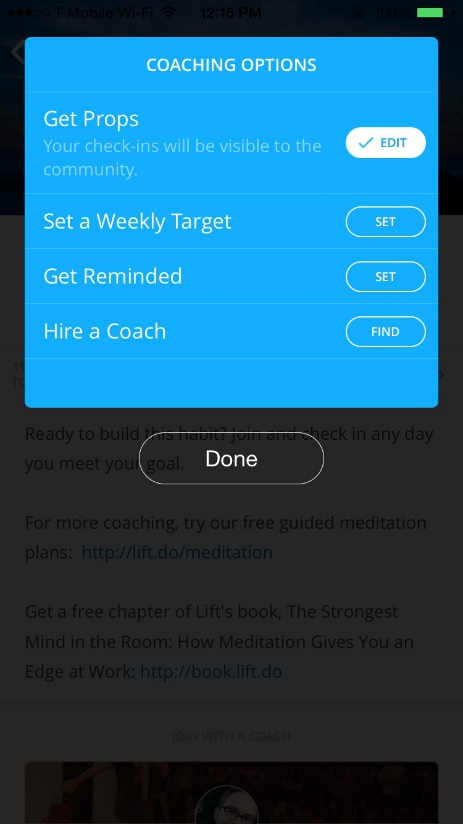 T-Mobile Wi-Fi 12:15 PM 100%
COACHING OPTIONS
Get Props
Your check-ins will be visible to the
community.
EDIT
Set a Weekly Target
SET
Get Reminded
SET
Hire a Coach
FIND
Ready to build this habit? Join and check in any day
you meet your goal.
Done
For more coaching, try our free guided meditation
plans: http://lift.do/meditation
Get a free chapter of Lift's book, The Strongest
Mind in the Room: How Meditation Gives You an
Edge at Work: http://book.lift.do
JOIN WITH A COACH